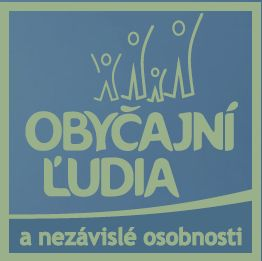 OBYČAJNÍ
ĽUDIA
a nezávislé osobnosti